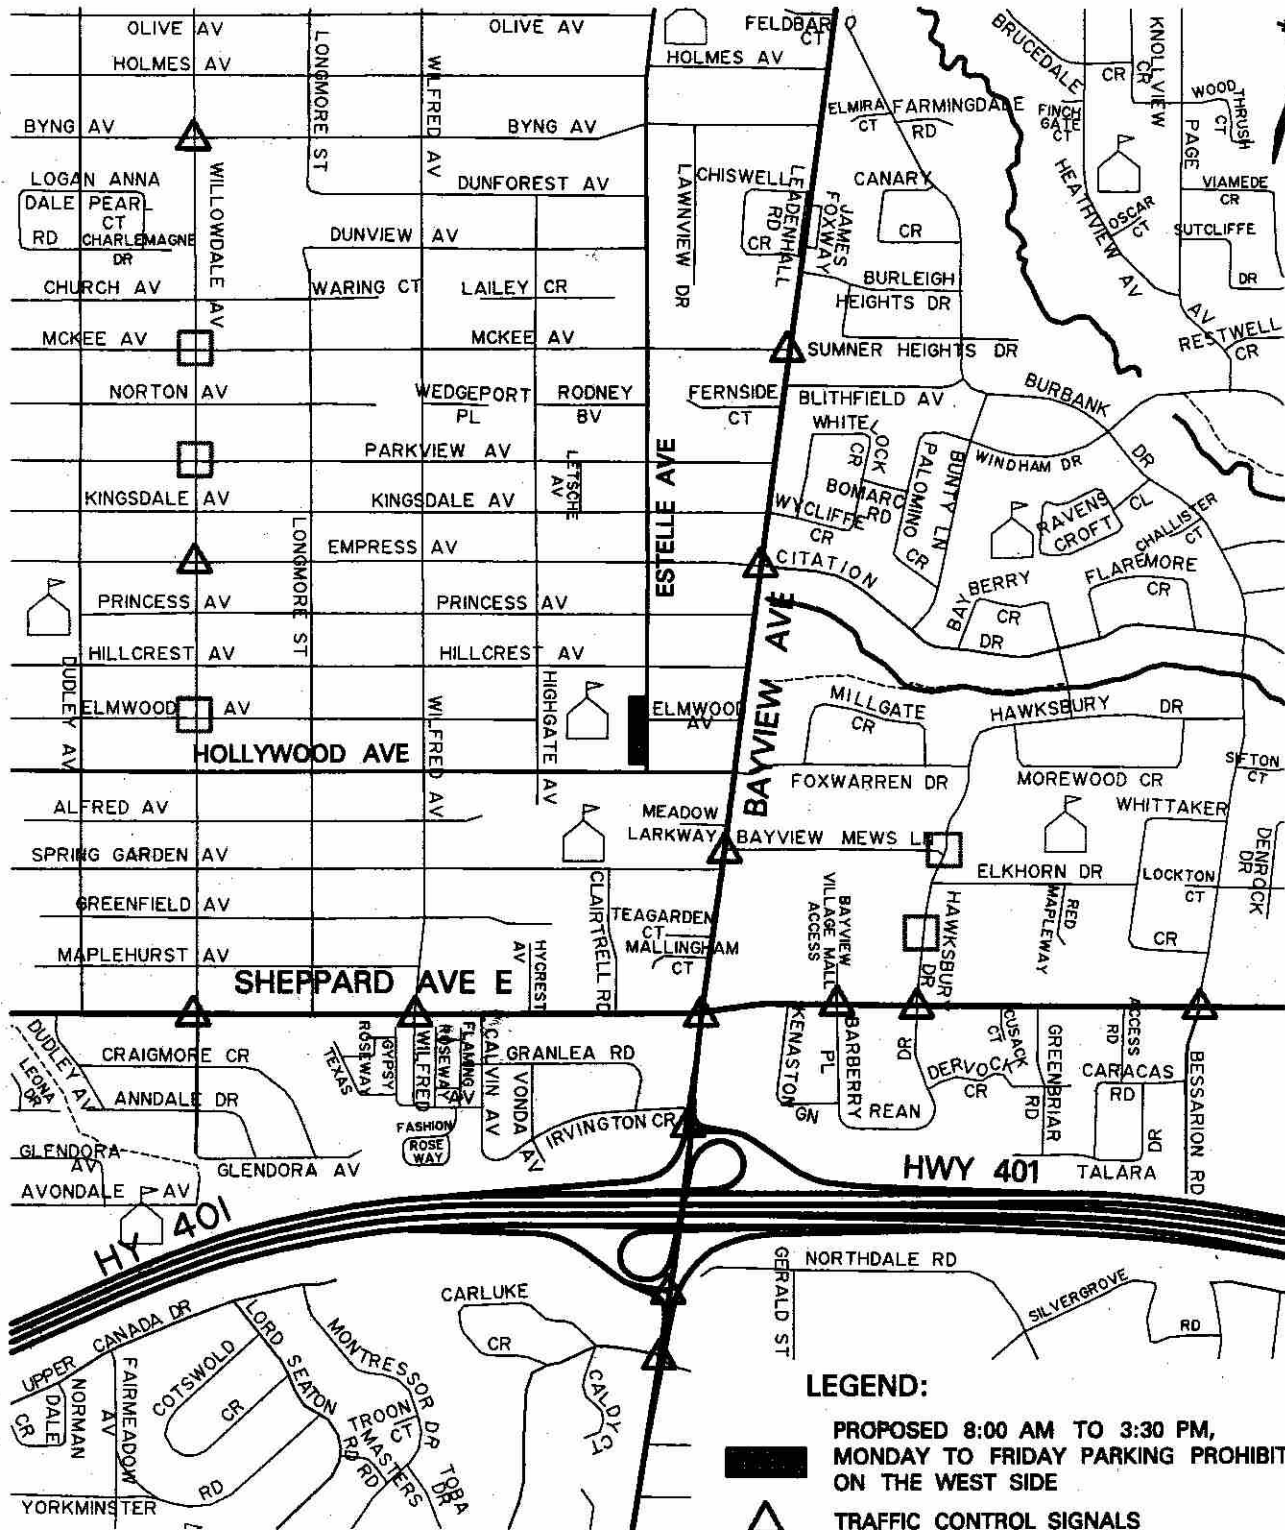 OLIVE AV
OLIVE AV
FELDBAR
CT
HOLMES AV
HOLMES AV
LONGMORE ST
WILFRED AV
BRUCEDALE
CR
KNOLLVIEW
CR
WOOD THRUSH
CT
BYNG AV
BYNG AV
ELMIRA
CT
FARMINGDALE
RD
FINCH
GATE
CT
PAGE
AV
LOGAN ANNA
DALE PEAR
CT
RD
CHARLEMAGNE
DR
WILLOWDALE AV
DUNFOREST AV
LAWNVIEW DR
CHISWELL
CR
LEADENHALL
RD
JAMES
FOXWAY
CANARY
CR
HEATHVIEW AV
OSCAR
CT
VIAMEDE
CR
SUTCLIFFE
DR
DUNVIEW AV
CHURCH AV
WARING CT
LAILEY CR
BURLEIGH
HEIGHTS DR
MCKEE AV
MCKEE AV
SUMNER HEIGHTS DR
RESTWELL
CR
NORTON AV
WEDGEPORT
PL
RODNEY
BV
FERNSIDE
CT
BLITHFIELD AV
BURBANK
DR
WHITELOCK
CR
PARKVIEW AV
LETSCHE
AV
ESTELLE AVE
PALOMINO
CR
BUNTY LN
WINDHAM DR
BOMARC
RD
KINGSDALE AV
KINGSDALE AV
WYCLIFFE
CR
RAVENS
CROFT
CL
CHALLISTER
CT
LONGMORE ST
EMPRESS AV
CITATION
DR
BAYBERRY
CR
FLAREMORE
CR
PRINCESS AV
PRINCESS AV
BAYVIEW AVE
HILLCREST AV
HILLCREST AV
DUDLEY AV
ELMWOOD AV
WILFRED AV
HIGHGATE AV
ELMWOOD
AV
MILLGATE
CR
HAWKSBURY DR
HOLLYWOOD AVE
FOXWARREN DR
MOREWOOD CR
SIFTON
CT
ALFRED AV
MEADOW
LARKWAY
BAYVIEW MEWS LN
WHITTAKER
CR
DENROCK
DR
SPRING GARDEN AV
ELKHORN DR
LOCKTON
CT
GREENFIELD AV
CLAIRTRELL RD
TEAGARDEN
CT
MALLINGHAM
CT
BAYVIEW
VILLAGE MALL
ACCESS
HAWKSBURY
DR
RED
MAPLEWAY
MAPLEHURST AV
HYCREST
AV
SHEPPARD AVE E
DUDLEY AV
LEONA
DR
CRAIGMORE CR
ANNDALE DR
TEXAS
ROSEWAY
GYPSY
WILFRED
ROSEWAY
FLAMING
AV
CALVIN AV
GRANLEA RD
VONDA
AV
FASHION
ROSE
WAY
IRVINGTON CR
KENASTON
GN
BARBERRY
PL
REAN
DR
DERVOCK
CR
CUSACK
CT
GREENBRIAR
RD
ACCESS
RD
CARACAS
RD
TALARA
DR
BESSARION RD
GLENDORA
AV
GLENDORA AV
AVONDALE AV
HY 401
HWY 401
UPPER CANADA DR
GERALD ST
NORTHDALE RD
SILVERGROVE
RD
CARLUKE
CR
CALDY
CT
NORMAN
DALE
CR
FAIRMEADOW
AV
COTSWOLD
CR
LORD SEATON
RD
MONTRESSOR DR
TROON
CT
MASTERS
RD
TOBA
DR
YORKMINSTER
RD
LEGEND:
PROPOSED 8:00 AM TO 3:30 PM,
MONDAY TO FRIDAY PARKING PROHIBIT
ON THE WEST SIDE
TRAFFIC CONTROL SIGNALS